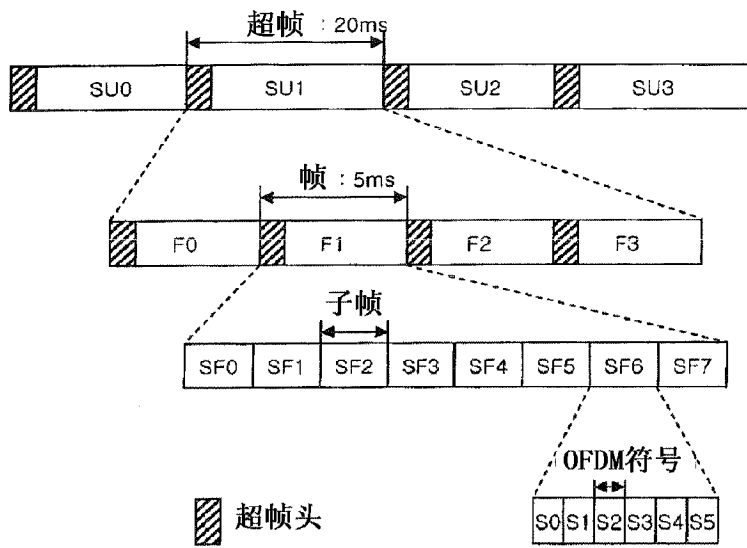 超帧 : 20ms
SU0 SU1 SU2 SU3
帧 : 5ms
F0 F1 F2 F3
子帧
SF0 SF1 SF2 SF3 SF4 SF5 SF6 SF7
OFDM符号
S0 S1 S2 S3 S4 S5
超帧头